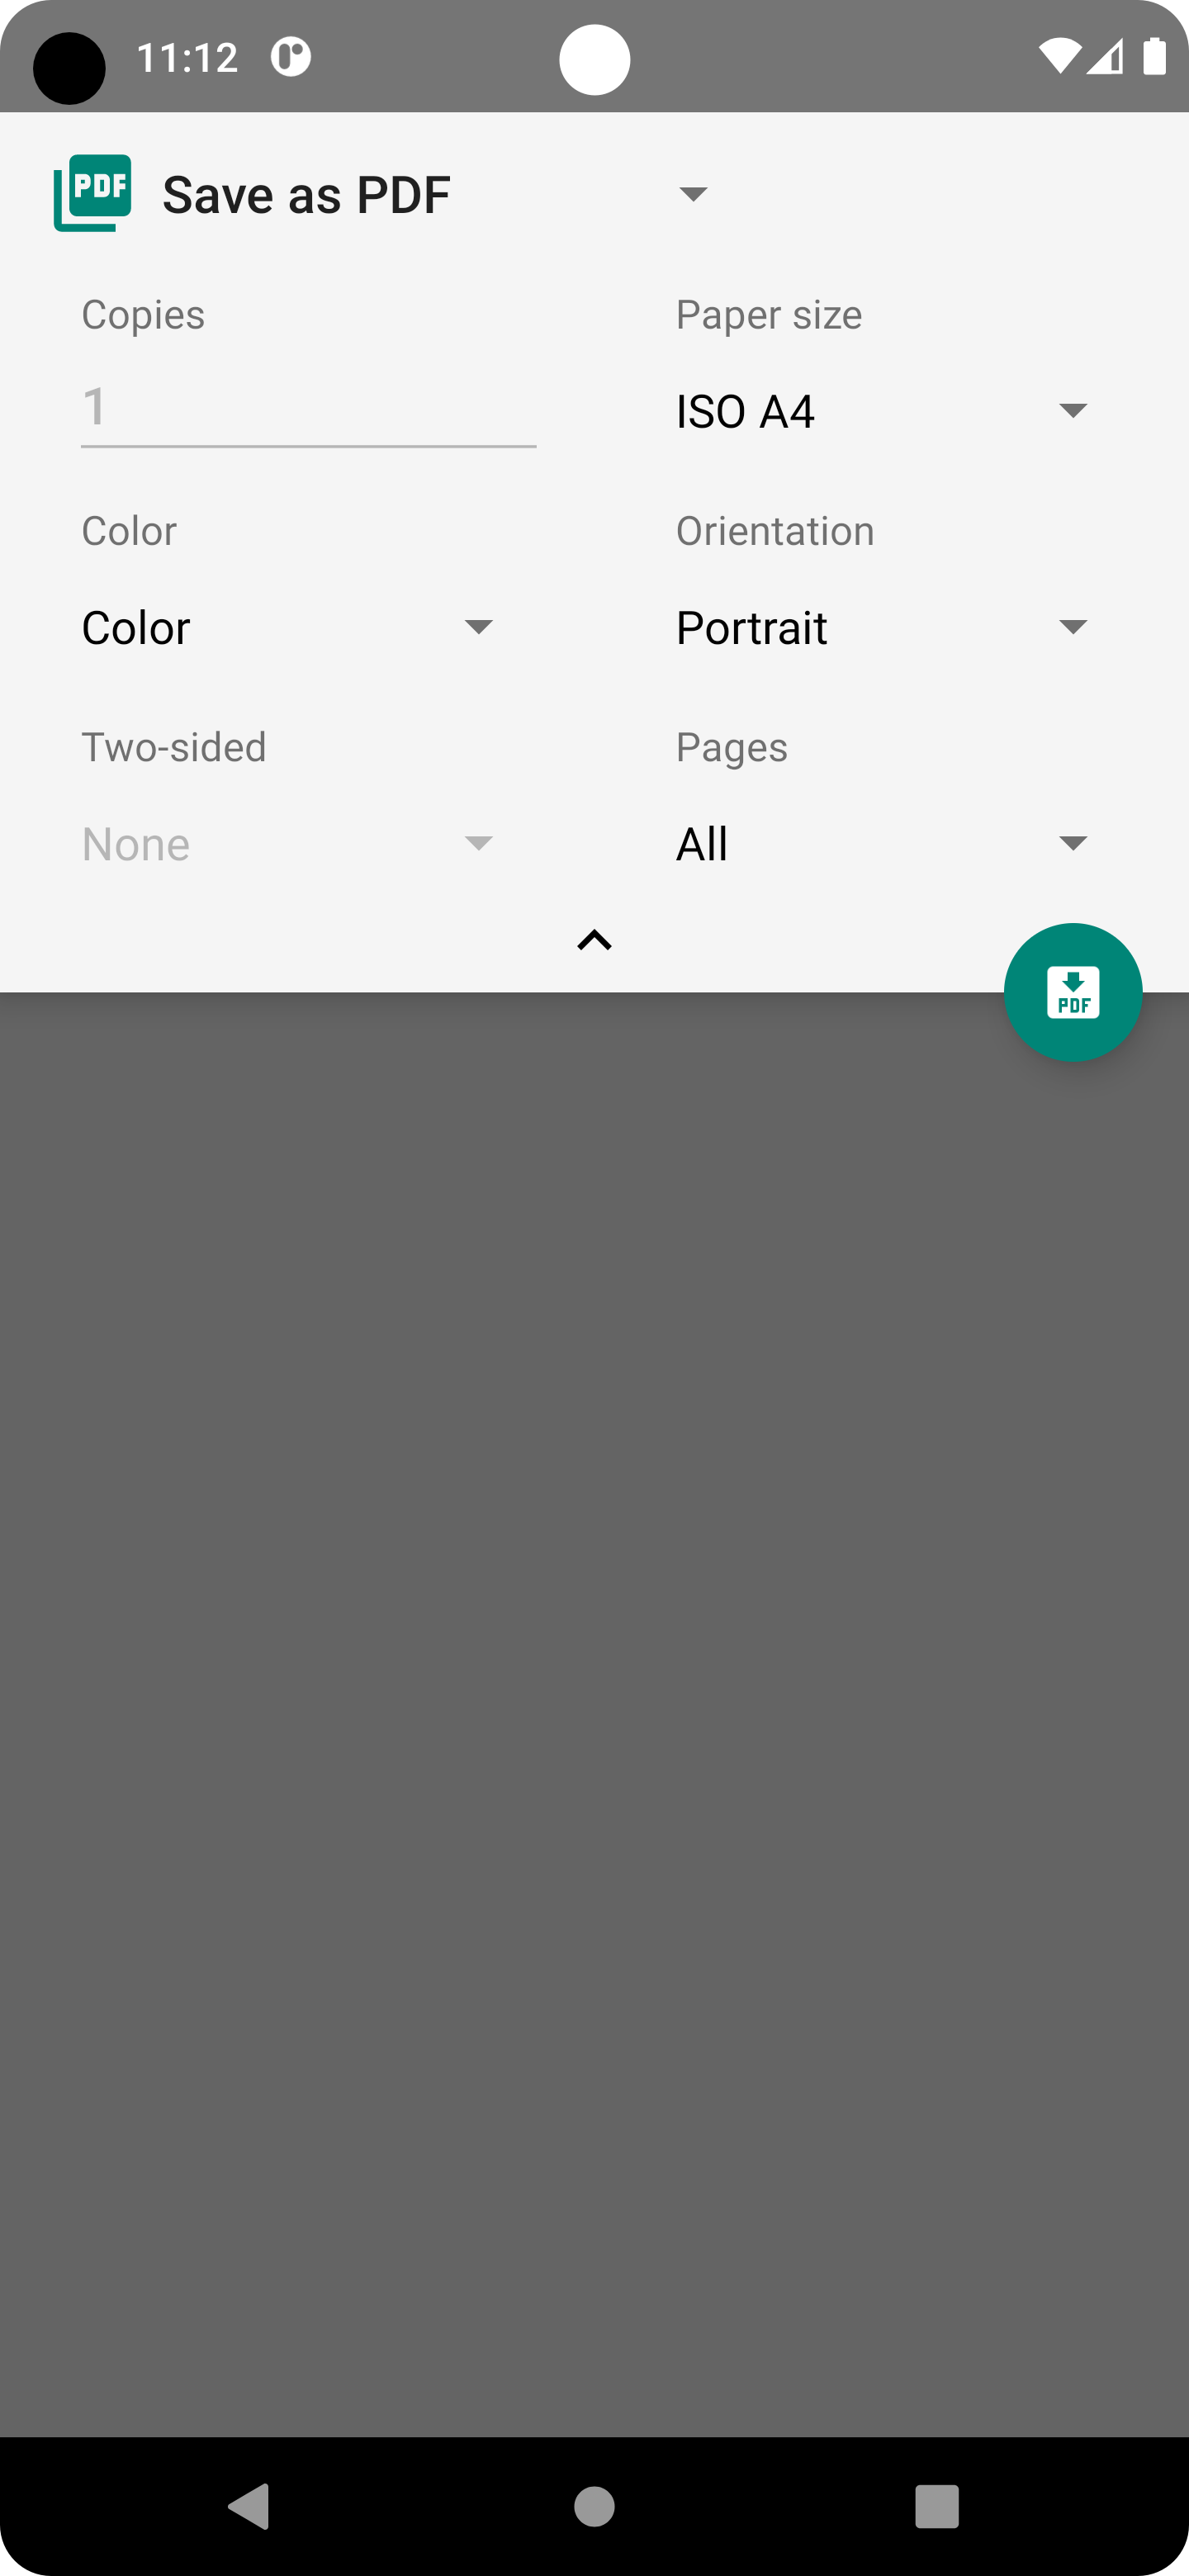 11:12
PDF Save as PDF
Copies
Paper size
1
ISO A4
Color
Orientation
Color
Portrait
Two-sided
Pages
None
All
PDF